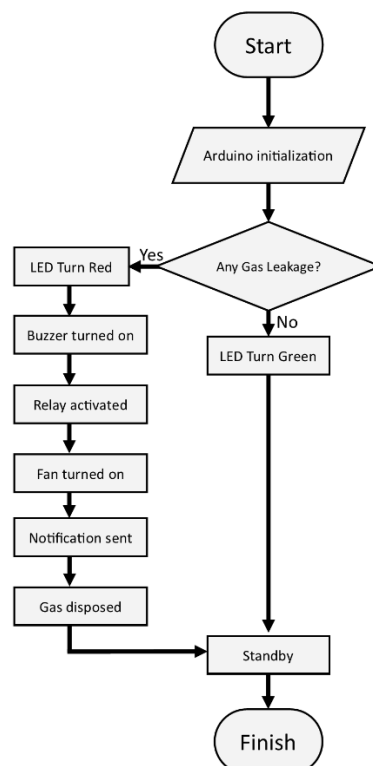 Start
Arduino initialization
Any Gas Leakage?
Yes
LED Turn Red
Buzzer turned on
Relay activated
Fan turned on
Notification sent
Gas disposed
No
LED Turn Green
Standby
Finish